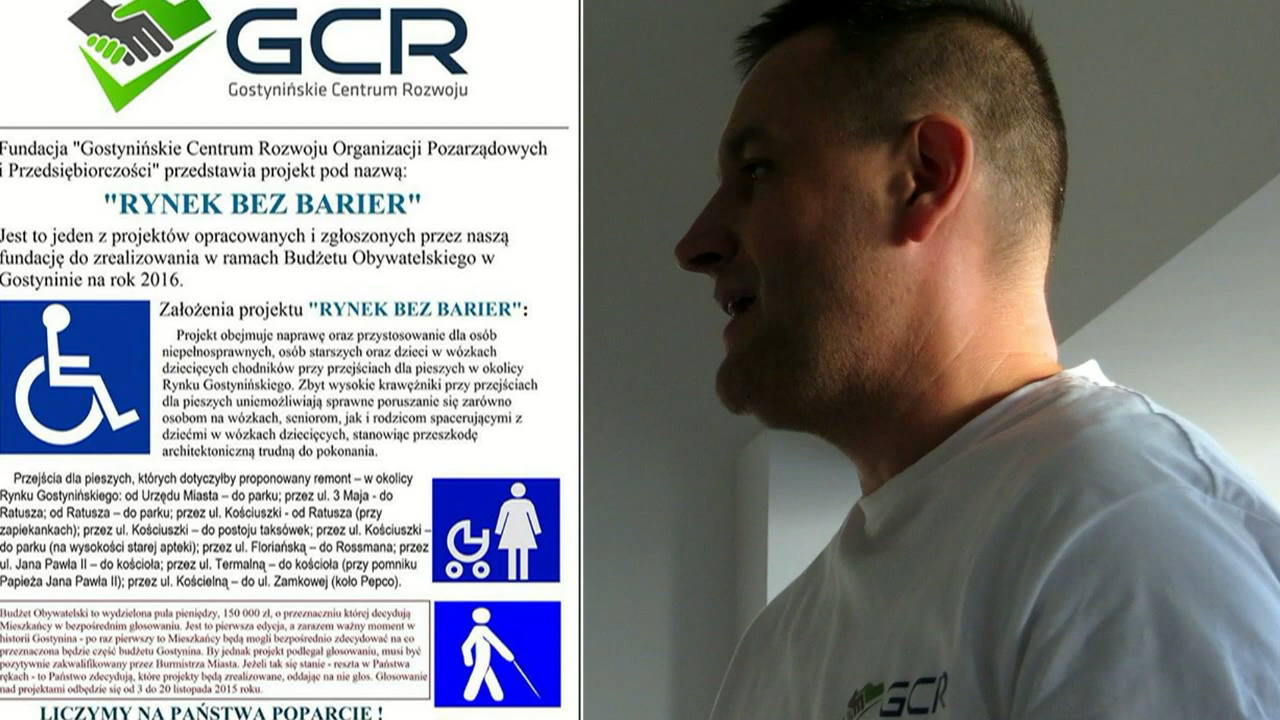 GCR
Gostynińskie Centrum Rozwoju
Fundacja "Gostynińskie Centrum Rozwoju Organizacji Pozarządowych
i Przedsiębiorczości" przedstawia projekt pod nazwą:
"RYNEK BEZ BARIER"
Jest to jeden z projektów opracowanych i zgłoszonych przez naszą
fundację do zrealizowania w ramach Budżetu Obywatelskiego w
Gostyninie na rok 2016.
Założenia projektu "RYNEK BEZ BARIER":
Projekt obejmuje naprawę oraz przystosowanie dla osób
niepełnosprawnych, osób starszych oraz dzieci w wózkach
dziecięcych chodników przy przejściach dla pieszych w okolicy
Rynku Gostynińskiego. Zbyt wysokie krawężniki przy przejściach
dla pieszych uniemożliwiają sprawne poruszanie się zarówno
osobom na wózkach, seniorom, jak i rodzicom spacerującymi z
dziećmi w wózkach dziecięcych, stanowiąc przeszkodę
architektoniczną trudną do pokonania.
Przejścia dla pieszych, których dotyczyłby proponowany remont – w okolicy
Rynku Gostynińskiego: od Urzędu Miasta – do parku; przez ul. 3 Maja - do
Ratusza; od Ratusza – do parku; przez ul. Kościuszki - od Ratusza (przy
zapiekankach); przez ul. Kościuszki – do postoju taksówek; przez ul. Kościuszki –
do parku (na wysokości starej apteki); przez ul. Floriańską – do Rossmana; przez
ul. Jana Pawła II – do kościoła; przez ul. Termalną – do kościoła (przy pomniku
Papieża Jana Pawła II); przez ul. Kościelną – do ul. Zamkowej (koło Pepco).
Budżet Obywatelski to wydzielona pula pieniędzy, 150 000 zł, o przeznaczniu której decydują
Mieszkańcy w bezpośrednim głosowaniu. Jest to pierwsza edycja, a zarazem ważny moment w
historii Gostynina - po raz pierwszy to Mieszkańcy będą mogli bezpośrednio zdecydować na co
przeznaczona będzie część budżetu Gostynina. By jednak projekt podlegał głosowaniu, musi być
pozytywnie zakwalifikowany przez Burmistrza Miasta. Jeżeli tak się stanie - reszta w Państwa
rękach - to Państwo zdecydują, które projekty będą zrealizowane, oddając na nie głos. Głosowanie
nad projektami odbędzie się od 3 do 20 listopada 2015 roku.
LICZYMY NA PAŃSTWA POPARCIE !
GCR